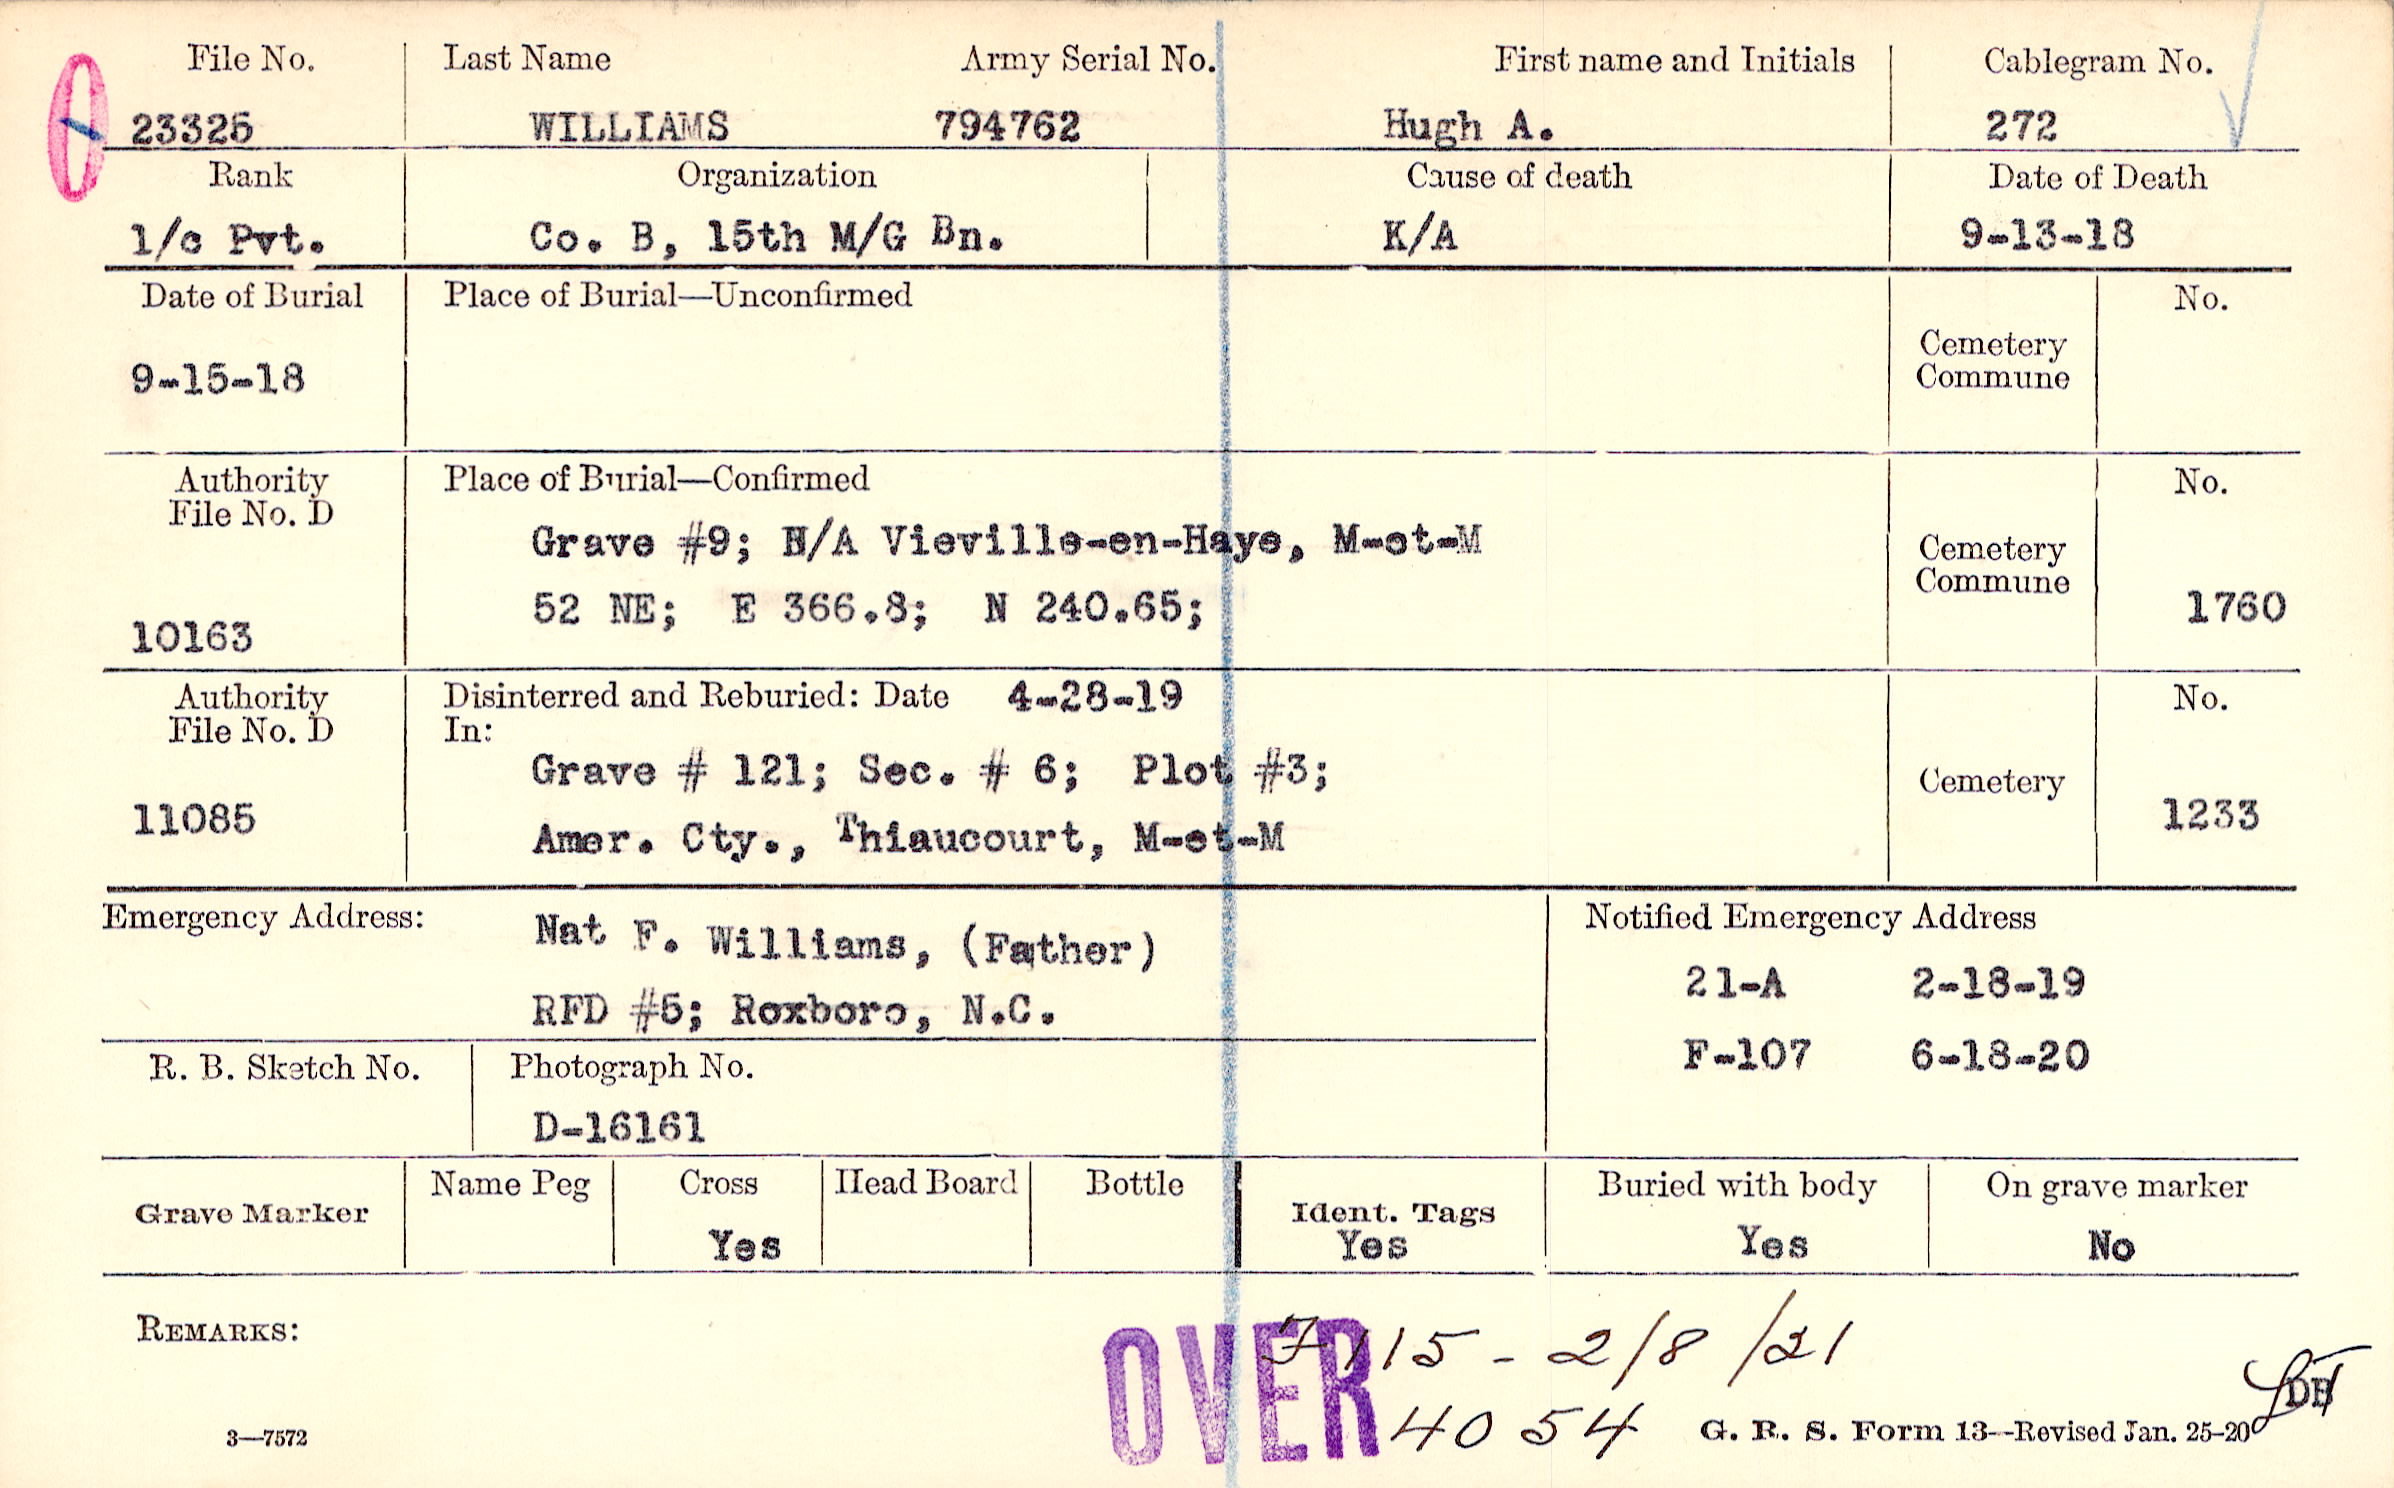 File No. Last Name Army Serial No. First name and Initials Cablegram No.
23325 WILLIAMS 794762 Hugh A. 272
Rank Organization Cause of death Date of Death
1/c Pvt. Co. B, 15th M/G Bn. K/A 9-13-18
Date of Burial Place of Burial—Unconfirmed No.
Cemetery
Commune
9-15-18
Authority Place of Burial—Confirmed No.
File No. D
Grave #9; N/A Vieville-en-Haye, M-et-M
Cemetery
Commune
52 NE; E 366.8; N 240.65; 1760
10163
Authority Disinterred and Reburied: Date 4-28-19 No.
File No. D In:
Grave # 121; Sec. # 6; Plot #3;
Cemetery
11085 1233
Amer. Cty., Thiaucourt, M-et-M
Emergency Address: Nat F. Williams, (Father) Notified Emergency Address
21-A 2-18-19
RFD #5; Roxboro, N.C.
F-107 6-18-20
R. B. Sketch No. Photograph No.
D-16161
Grave Marker Name Peg Cross Head Board Bottle Ident. Tags Buried with body On grave marker
Yes Yes Yes No
REMARKS:
OVER
7115 - 2/8/21
4054
3—7572 G. R. S. Form 13—Revised Jan. 25-20